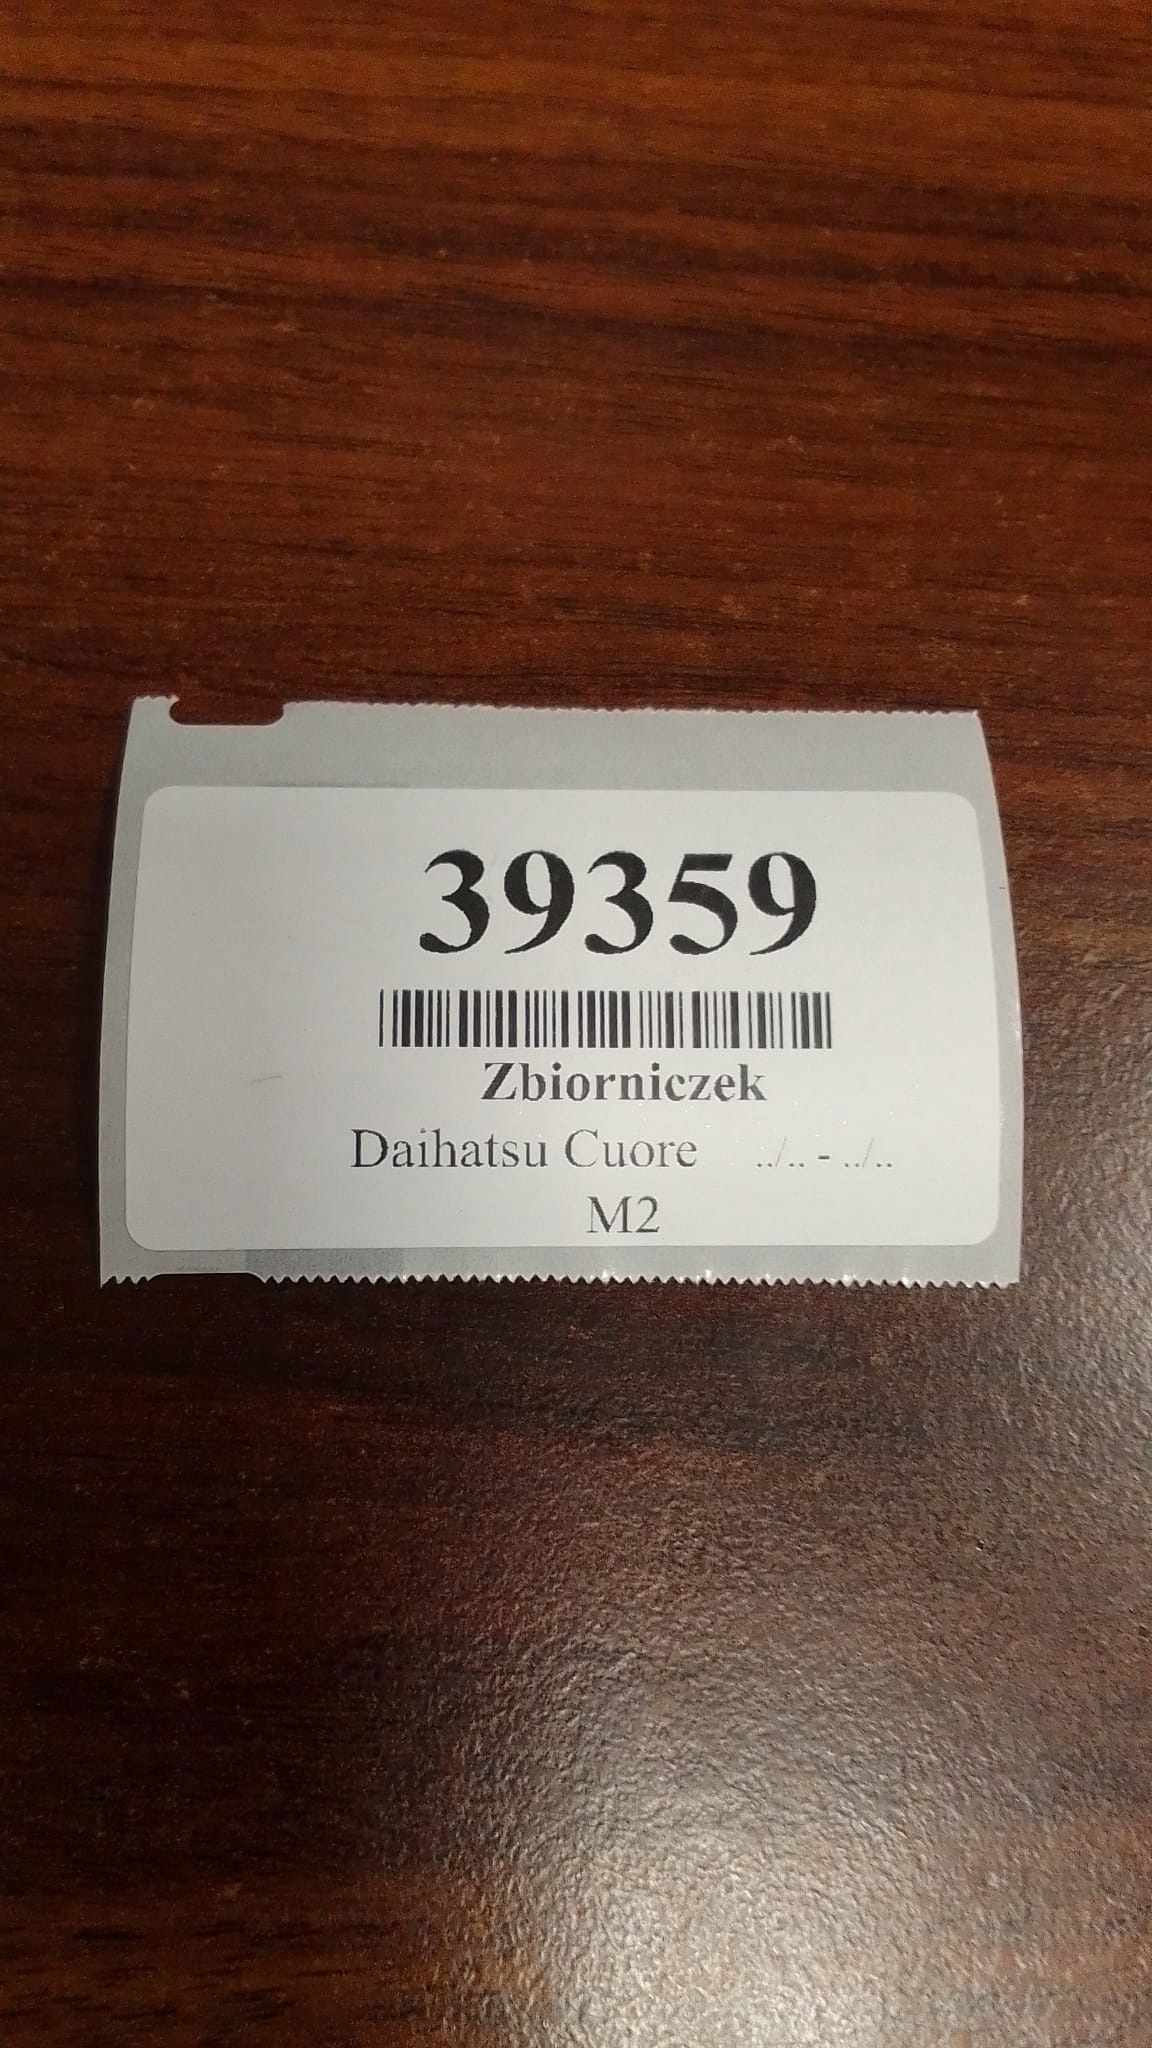 39359
Zbiorniczek
Daihatsu Cuore ../.. - ../..
M2